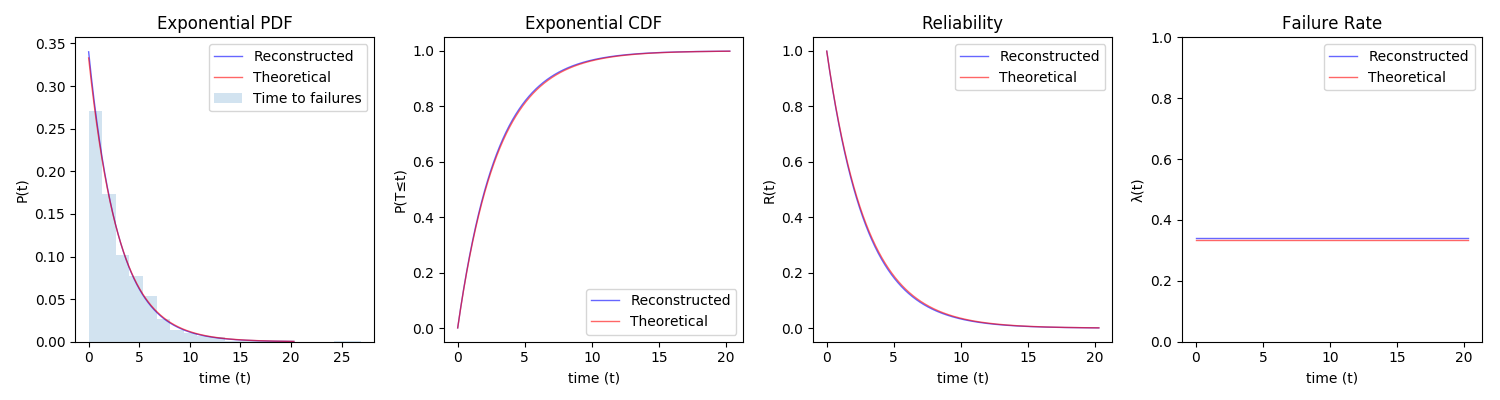 Exponential PDF
Reconstructed
Theoretical
Time to failures
P(t)
0.35
0.30
0.25
0.20
0.15
0.10
0.05
0.00
0 5 10 15 20 25
time (t)
Exponential CDF
Reconstructed
Theoretical
P(T≤t)
1.0
0.8
0.6
0.4
0.2
0.0
0 5 10 15 20
time (t)
Reliability
Reconstructed
Theoretical
R(t)
1.0
0.8
0.6
0.4
0.2
0.0
0 5 10 15 20
time (t)
Failure Rate
Reconstructed
Theoretical
λ(t)
1.0
0.8
0.6
0.4
0.2
0.0
0 5 10 15 20
time (t)